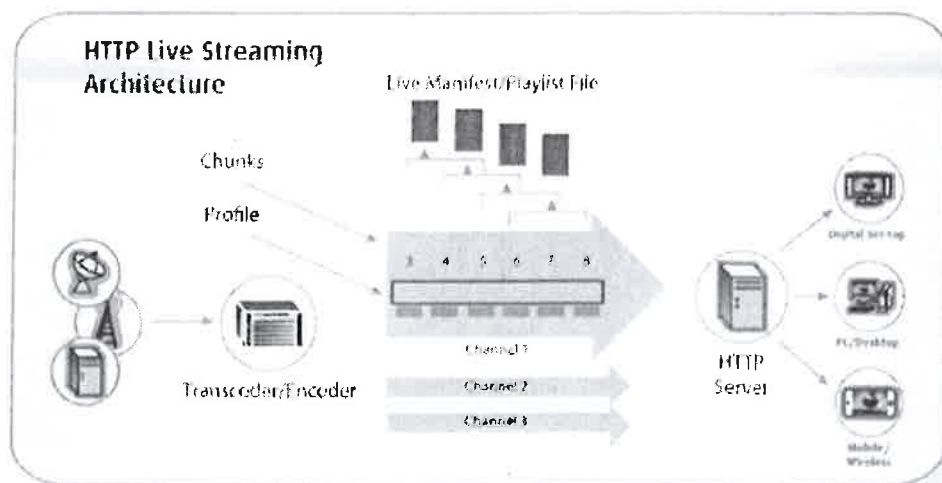 HTTP Live Streaming
Architecture
Live Manifest/Playlist File
Chunks
Profile
3 4 5 6 7 8
Channel 1
Channel 2
Channel 3
Transcoder/Encoder
HTTP
Server
Digital Set-top
PC/Desktop
Mobile/
Wireless